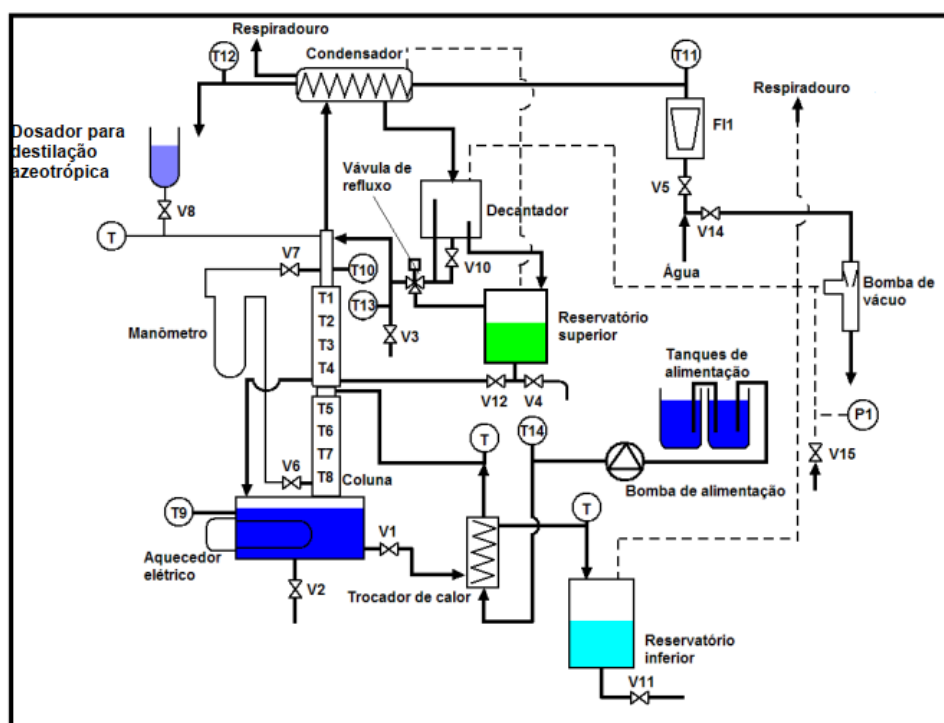 Respiradouro
Condensador
T12
T11
Respiradouro
FI1
Dosador para
destilação
azeotrópica
Vávula de
refluxo
Decantador
V5
V14
V8
T
V10
Água
V7
T10
Bomba de
vácuo
T1
T2
T3
T4
T13
Manômetro
V3
Reservatório
superior
Tanques de
alimentação
V12
V4
P1
T5
T6
T7
T8
T
T14
V15
V6
Coluna
Bomba de alimentação
T9
V1
T
Aquecedor
elétrico
V2
Trocador de calor
Reservatório
inferior
V11